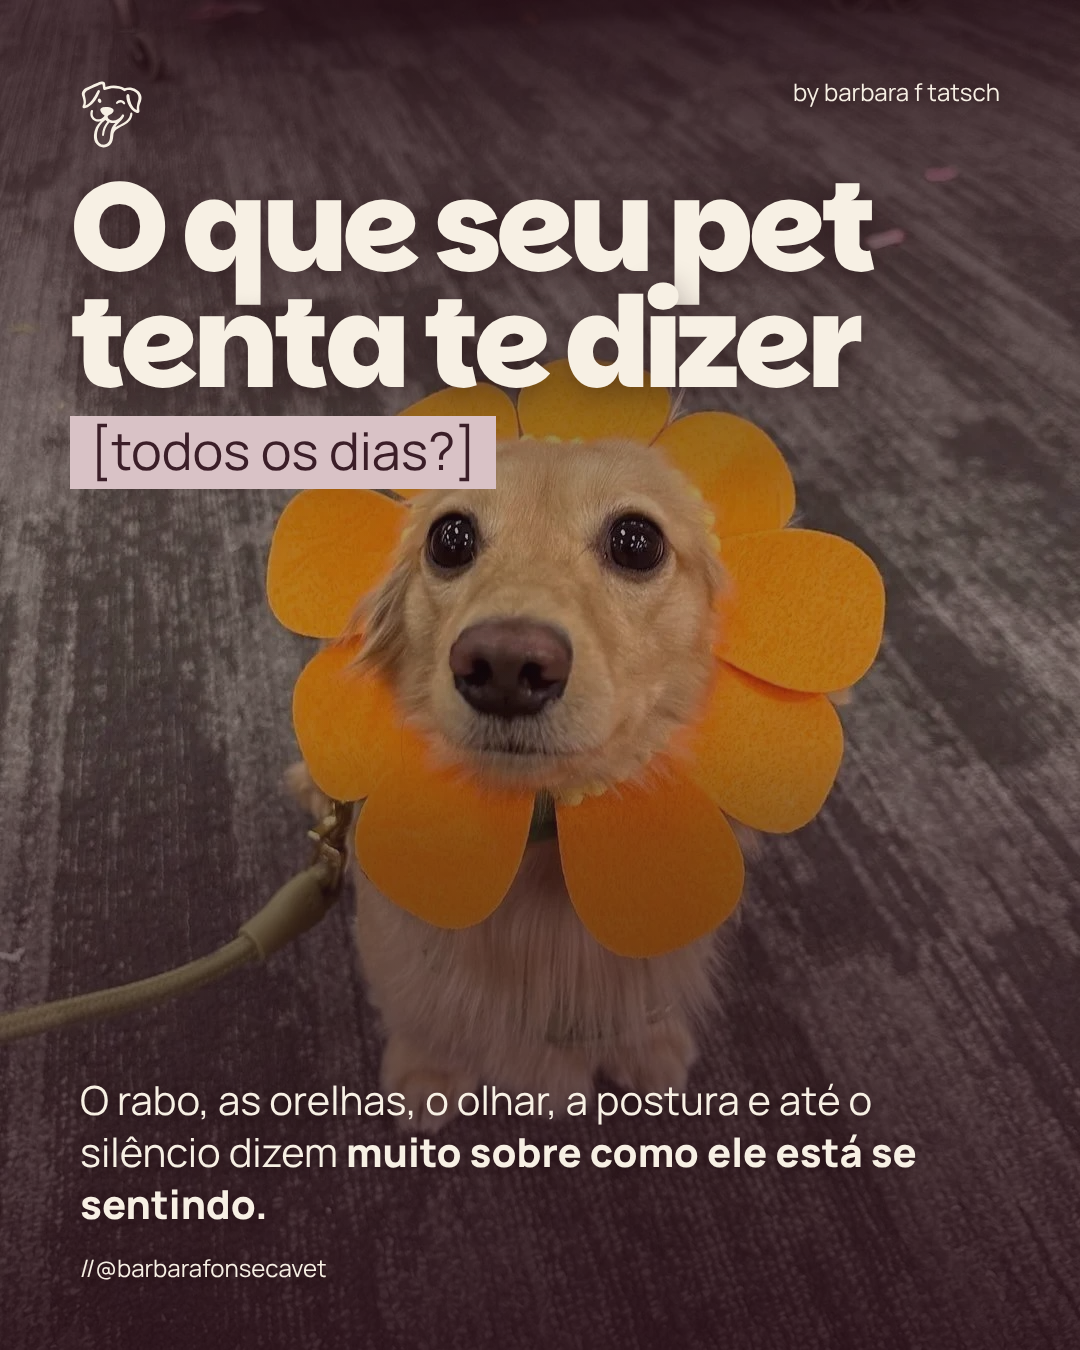 by barbara f tatsch
O que seu pet
tenta te dizer
[todos os dias?]
O rabo, as orelhas, o olhar, a postura e até o
silêncio dizem muito sobre como ele está se
sentindo.
//@barbarafonsecavet